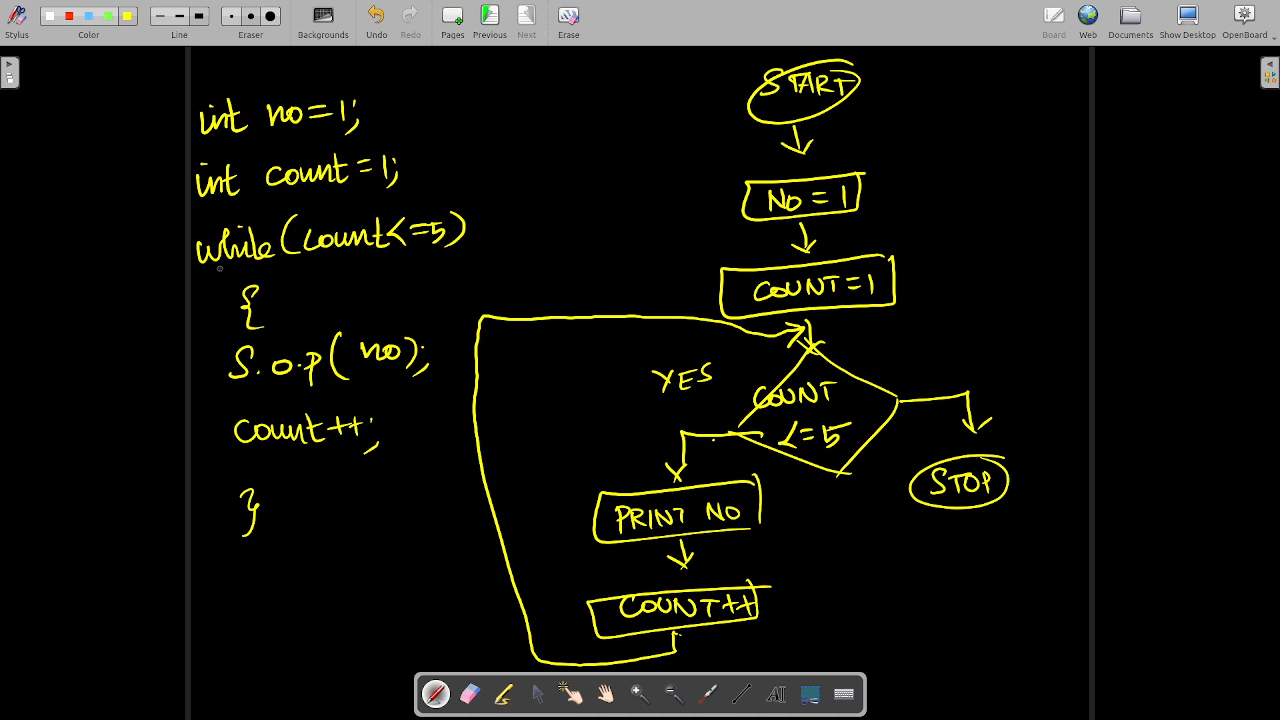 Stylus
Color
Line
Eraser
Backgrounds
Undo
Redo
Pages
Previous
Next
Erase
Board
Web
Documents
Show Desktop
OpenBoard
int no=1;
int count=1;
while(count<=5)
{
S.o.p(no);
count++;
}
START
NO=1
COUNT=1
COUNT
<=5
YES
STOP
PRINT NO
COUNT++
AI